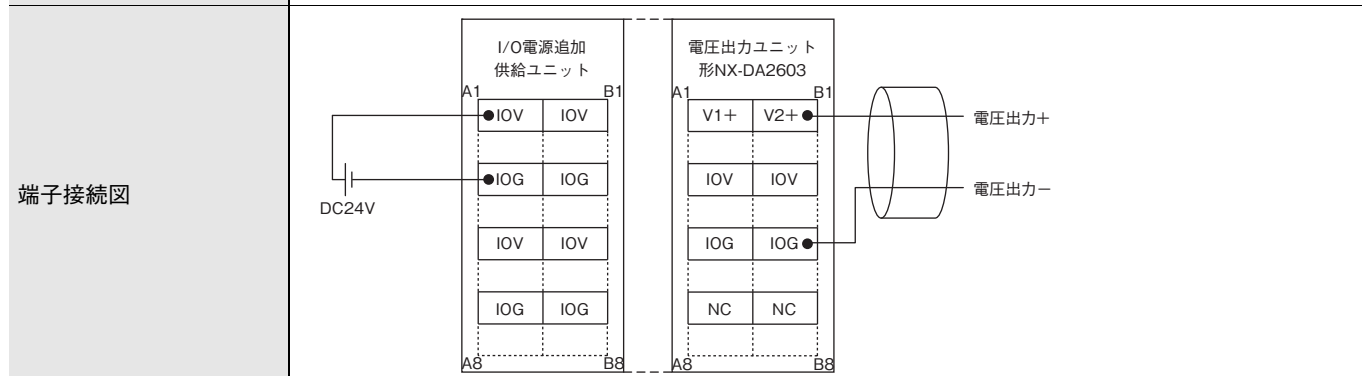 端子接続図
I/O電源追加
供給ユニット
A1 B1
IOV IOV
IOG IOG
IOV IOV
IOG IOG
A8 B8
DC24V
電圧出力ユニット
形NX-DA2603
A1 B1
V1+ V2+
IOV IOV
IOG IOG
NC NC
A8 B8
電圧出力+
電圧出力−